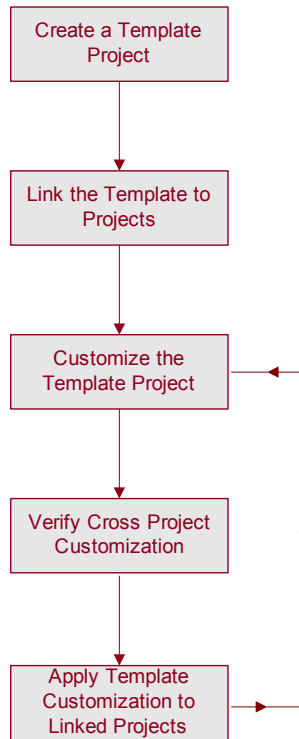 Create a Template
Project
Link the Template to
Projects
Customize the
Template Project
Verify Cross Project
Customization
Apply Template
Customization to
Linked Projects